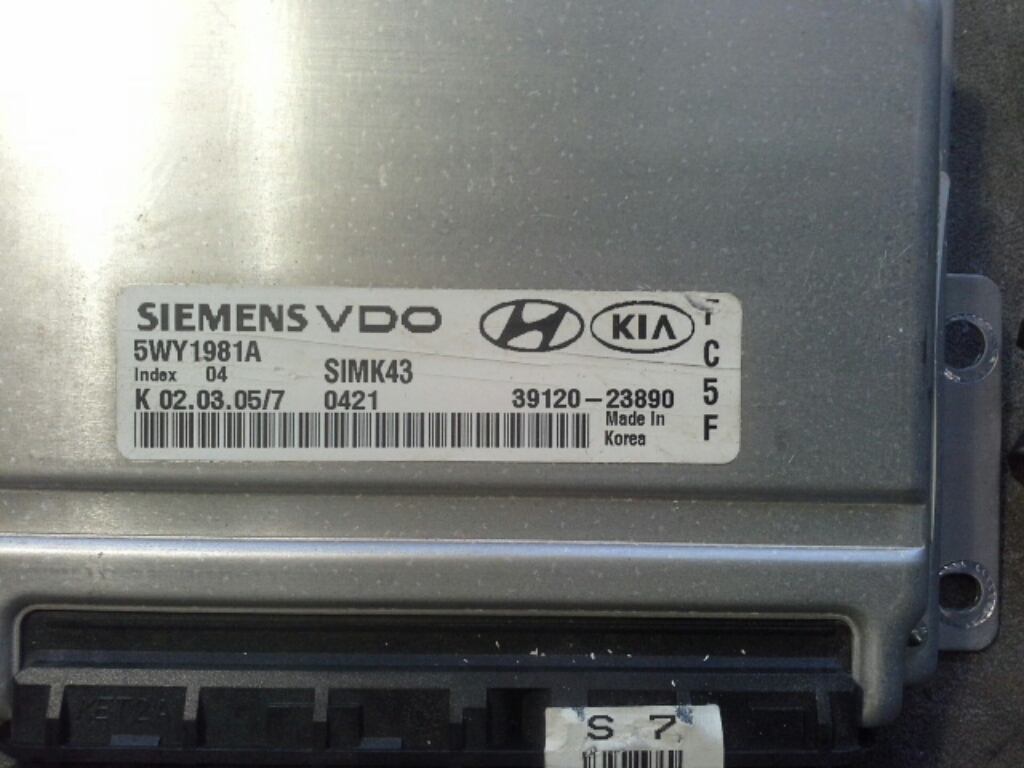 SIEMENS VDO
KIA
5WY1981A
Index 04
SIMK43
K 02.03.05/7
0421
39120-23890
Made In
Korea
C
5
F
S 7